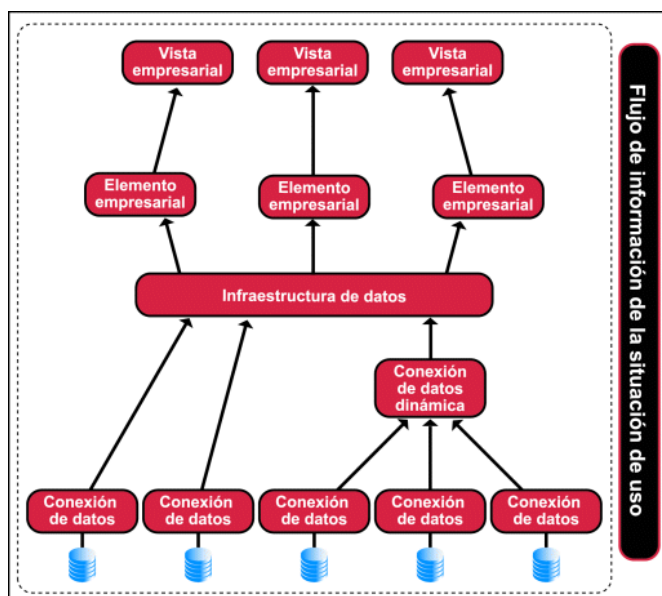 Vista
empresarial
Vista
empresarial
Vista
empresarial
Elemento
empresarial
Elemento
empresarial
Elemento
empresarial
Infraestructura de datos
Conexión
de datos
dinámica
Conexión
de datos
Conexión
de datos
Conexión
de datos
Conexión
de datos
Conexión
de datos
Flujo de información de la situación de uso